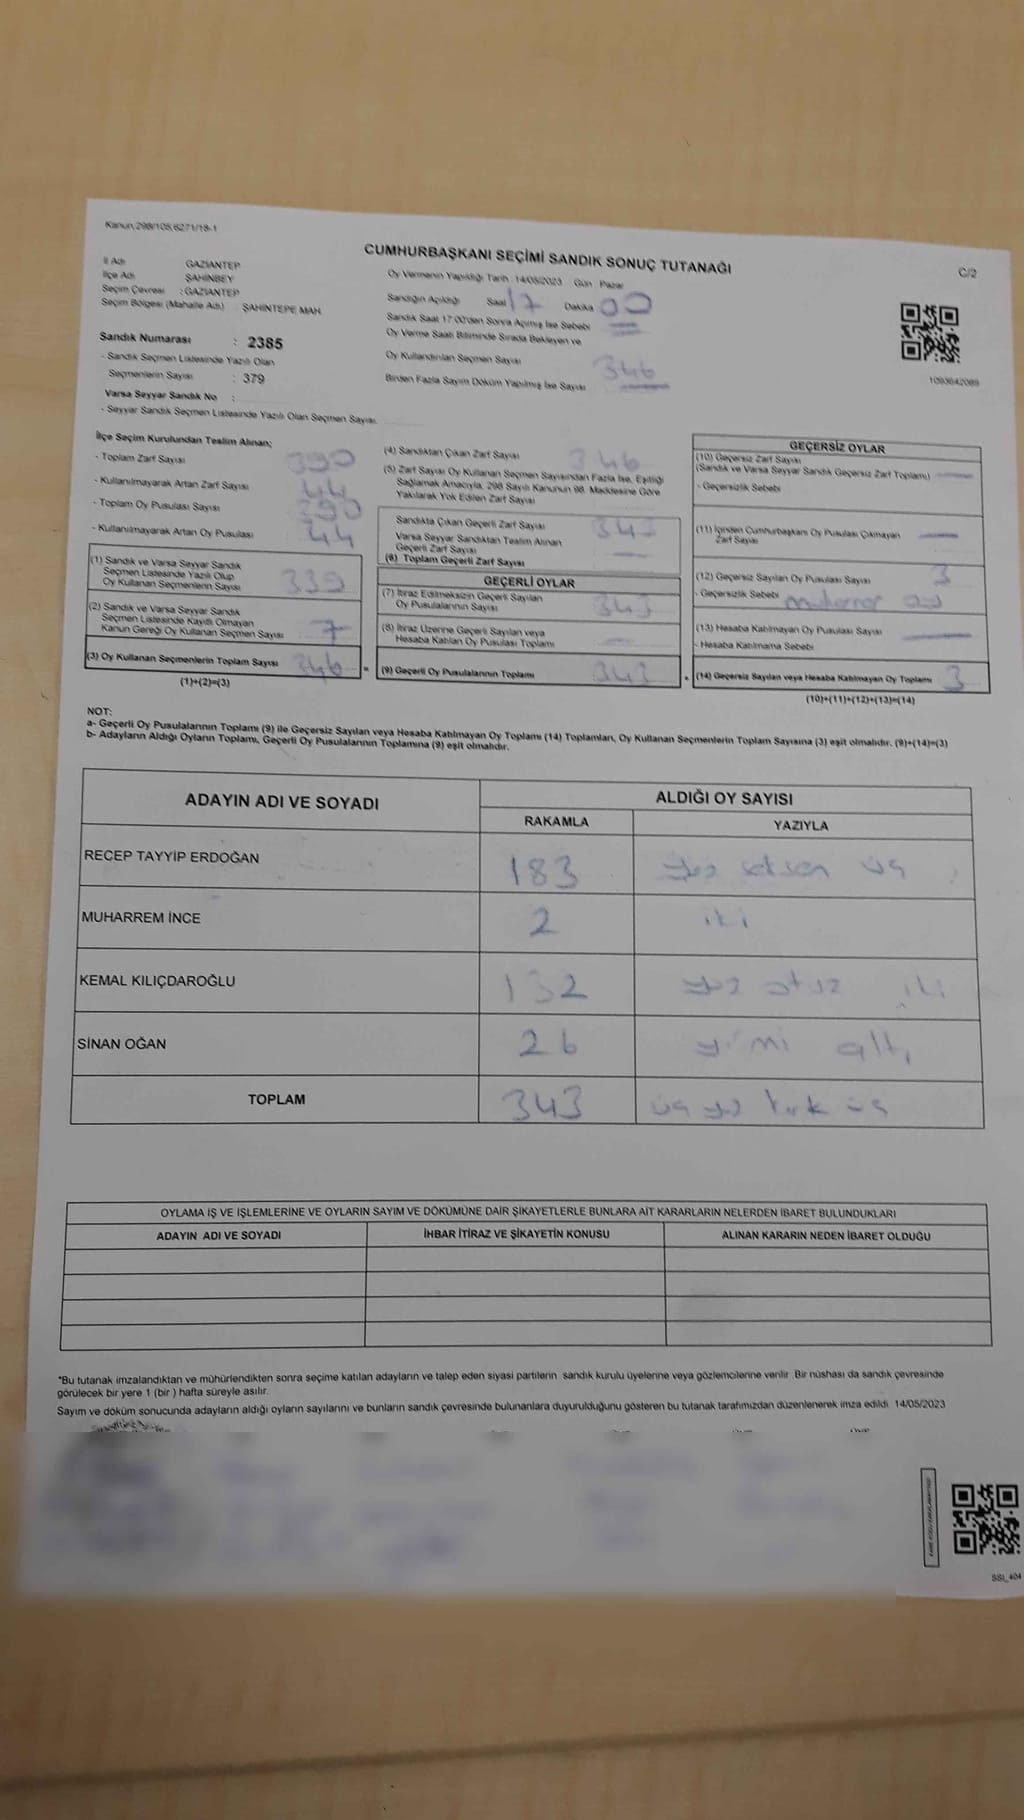 Kanun:298/105,6271/18-1
CUMHURBAŞKANI SEÇİMİ SANDIK SONUÇ TUTANAĞI
C/2
İl Adı GAZİANTEP
İlçe Adı ŞAHİNBEY
Seçim Çevresi : GAZİANTEP
Seçim Bölgesi (Mahalle Adı) ŞAHİNTEPE MAH.
Sandık Numarası : 2385
- Sandık Seçmen Listesinde Yazılı Olan
Seçmenlerin Sayısı : 379
Varsa Seyyar Sandık No :
- Seyyar Sandık Seçmen Listesinde Yazılı Olan Seçmen Sayısı
Oy Vermenin Yapıldığı Tarih 14/05/2023 Gün Pazar
Sandığın Açıldığı Saat 17 Dakika 00
Sandık Saat 17:00'den Sonra Açılmış İse Sebebi
Oy Verme Saati Bitiminde Sırada Bekleyen ve
Oy Kullandırılan Seçmen Sayısı 346
Birden Fazla Sayım Döküm Yapılmış İse Sayısı
1093642089
İlçe Seçim Kurulundan Teslim Alınan;
- Toplam Zarf Sayısı 390
- Kullanılmayarak Artan Zarf Sayısı 44
- Toplam Oy Pusulası Sayısı 390
- Kullanılmayarak Artan Oy Pusulası 44
(1) Sandık ve Varsa Seyyar Sandık
Seçmen Listesinde Yazılı Olup
Oy Kullanan Seçmenlerin Sayısı 339
(2) Sandık ve Varsa Seyyar Sandık
Seçmen Listesinde Kayıtlı Olmayan
Kanun Gereği Oy Kullanan Seçmen Sayısı 7
(3) Oy Kullanan Seçmenlerin Toplam Sayısı 346
(1)+(2)=(3)
(4) Sandıktan Çıkan Zarf Sayısı 346
(5) Zarf Sayısı Oy Kullanan Seçmen Sayısından Fazla İse, Eşitliği
Sağlamak Amacıyla, 298 Sayılı Kanunun 98. Maddesine Göre
Yakılarak Yok Edilen Zarf Sayısı
Sandıkta Çıkan Geçerli Zarf Sayısı 343
Varsa Seyyar Sandıktan Teslim Alınan
Geçerli Zarf Sayısı
(6) Toplam Geçerli Zarf Sayısı
GEÇERLİ OYLAR
(7) İtiraz Edilmeksizin Geçerli Sayılan
Oy Pusulalarının Sayısı 343
(8) İtiraz Üzerine Geçerli Sayılan veya
Hesaba Katılan Oy Pusulası Toplamı
= (9) Geçerli Oy Pusulalarının Toplamı 343
GEÇERSİZ OYLAR
(10) Geçersiz Zarf Sayısı
(Sandık ve Varsa Seyyar Sandık Geçersiz Zarf Toplamı)
- Geçersizlik Sebebi
(11) İçinden Cumhurbaşkanı Oy Pusulası Çıkmayan
Zarf Sayısı
(12) Geçersiz Sayılan Oy Pusulası Sayısı 3
- Geçersizlik Sebebi
(13) Hesaba Katılmayan Oy Pusulası Sayısı
- Hesaba Katılmama Sebebi
+ (14) Geçersiz Sayılan veya Hesaba Katılmayan Oy Toplamı 3
(10)+(11)+(12)+(13)=(14)
NOT:
a- Geçerli Oy Pusulalarının Toplamı (9) ile Geçersiz Sayılan veya Hesaba Katılmayan Oy Toplamı (14) Toplamları, Oy Kullanan Seçmenlerin Toplam Sayısına (3) eşit olmalıdır. (9)+(14)=(3)
b- Adayların Aldığı Oyların Toplamı, Geçerli Oy Pusulalarının Toplamına (9) eşit olmalıdır.
ADAYIN ADI VE SOYADI ALDIĞI OY SAYISI
RAKAMLA YAZIYLA
RECEP TAYYİP ERDOĞAN 183 yüz seksen üç
MUHARREM İNCE 2 iki
KEMAL KILIÇDAROĞLU 132 yüz otuz iki
SİNAN OĞAN 26 yirmi altı
TOPLAM 343 üç yüz kırk üç
OYLAMA İŞ VE İŞLEMLERİNE VE OYLARIN SAYIM VE DÖKÜMÜNE DAİR ŞİKAYETLERLE BUNLARA AİT KARARLARIN NELERDEN İBARET BULUNDUKLARI
ADAYIN ADI VE SOYADI İHBAR İTİRAZ VE ŞİKAYETİN KONUSU ALINAN KARARIN NEDEN İBARET OLDUĞU
*Bu tutanak imzalandıktan ve mühürlendikten sonra seçime katılan adayların ve talep eden siyasi partilerin sandık kurulu üyelerine veya gözlemcilerine verilir. Bir nüshası da sandık çevresinde
görülecek bir yere 1 (bir ) hafta süreyle asılır.
Sayım ve döküm sonucunda adayların aldığı oyların sayılarını ve bunların sandık çevresinde bulunanlara duyurulduğunu gösteren bu tutanak tarafımızdan düzenlenerek imza edildi. 14/05/2023
SSI_404